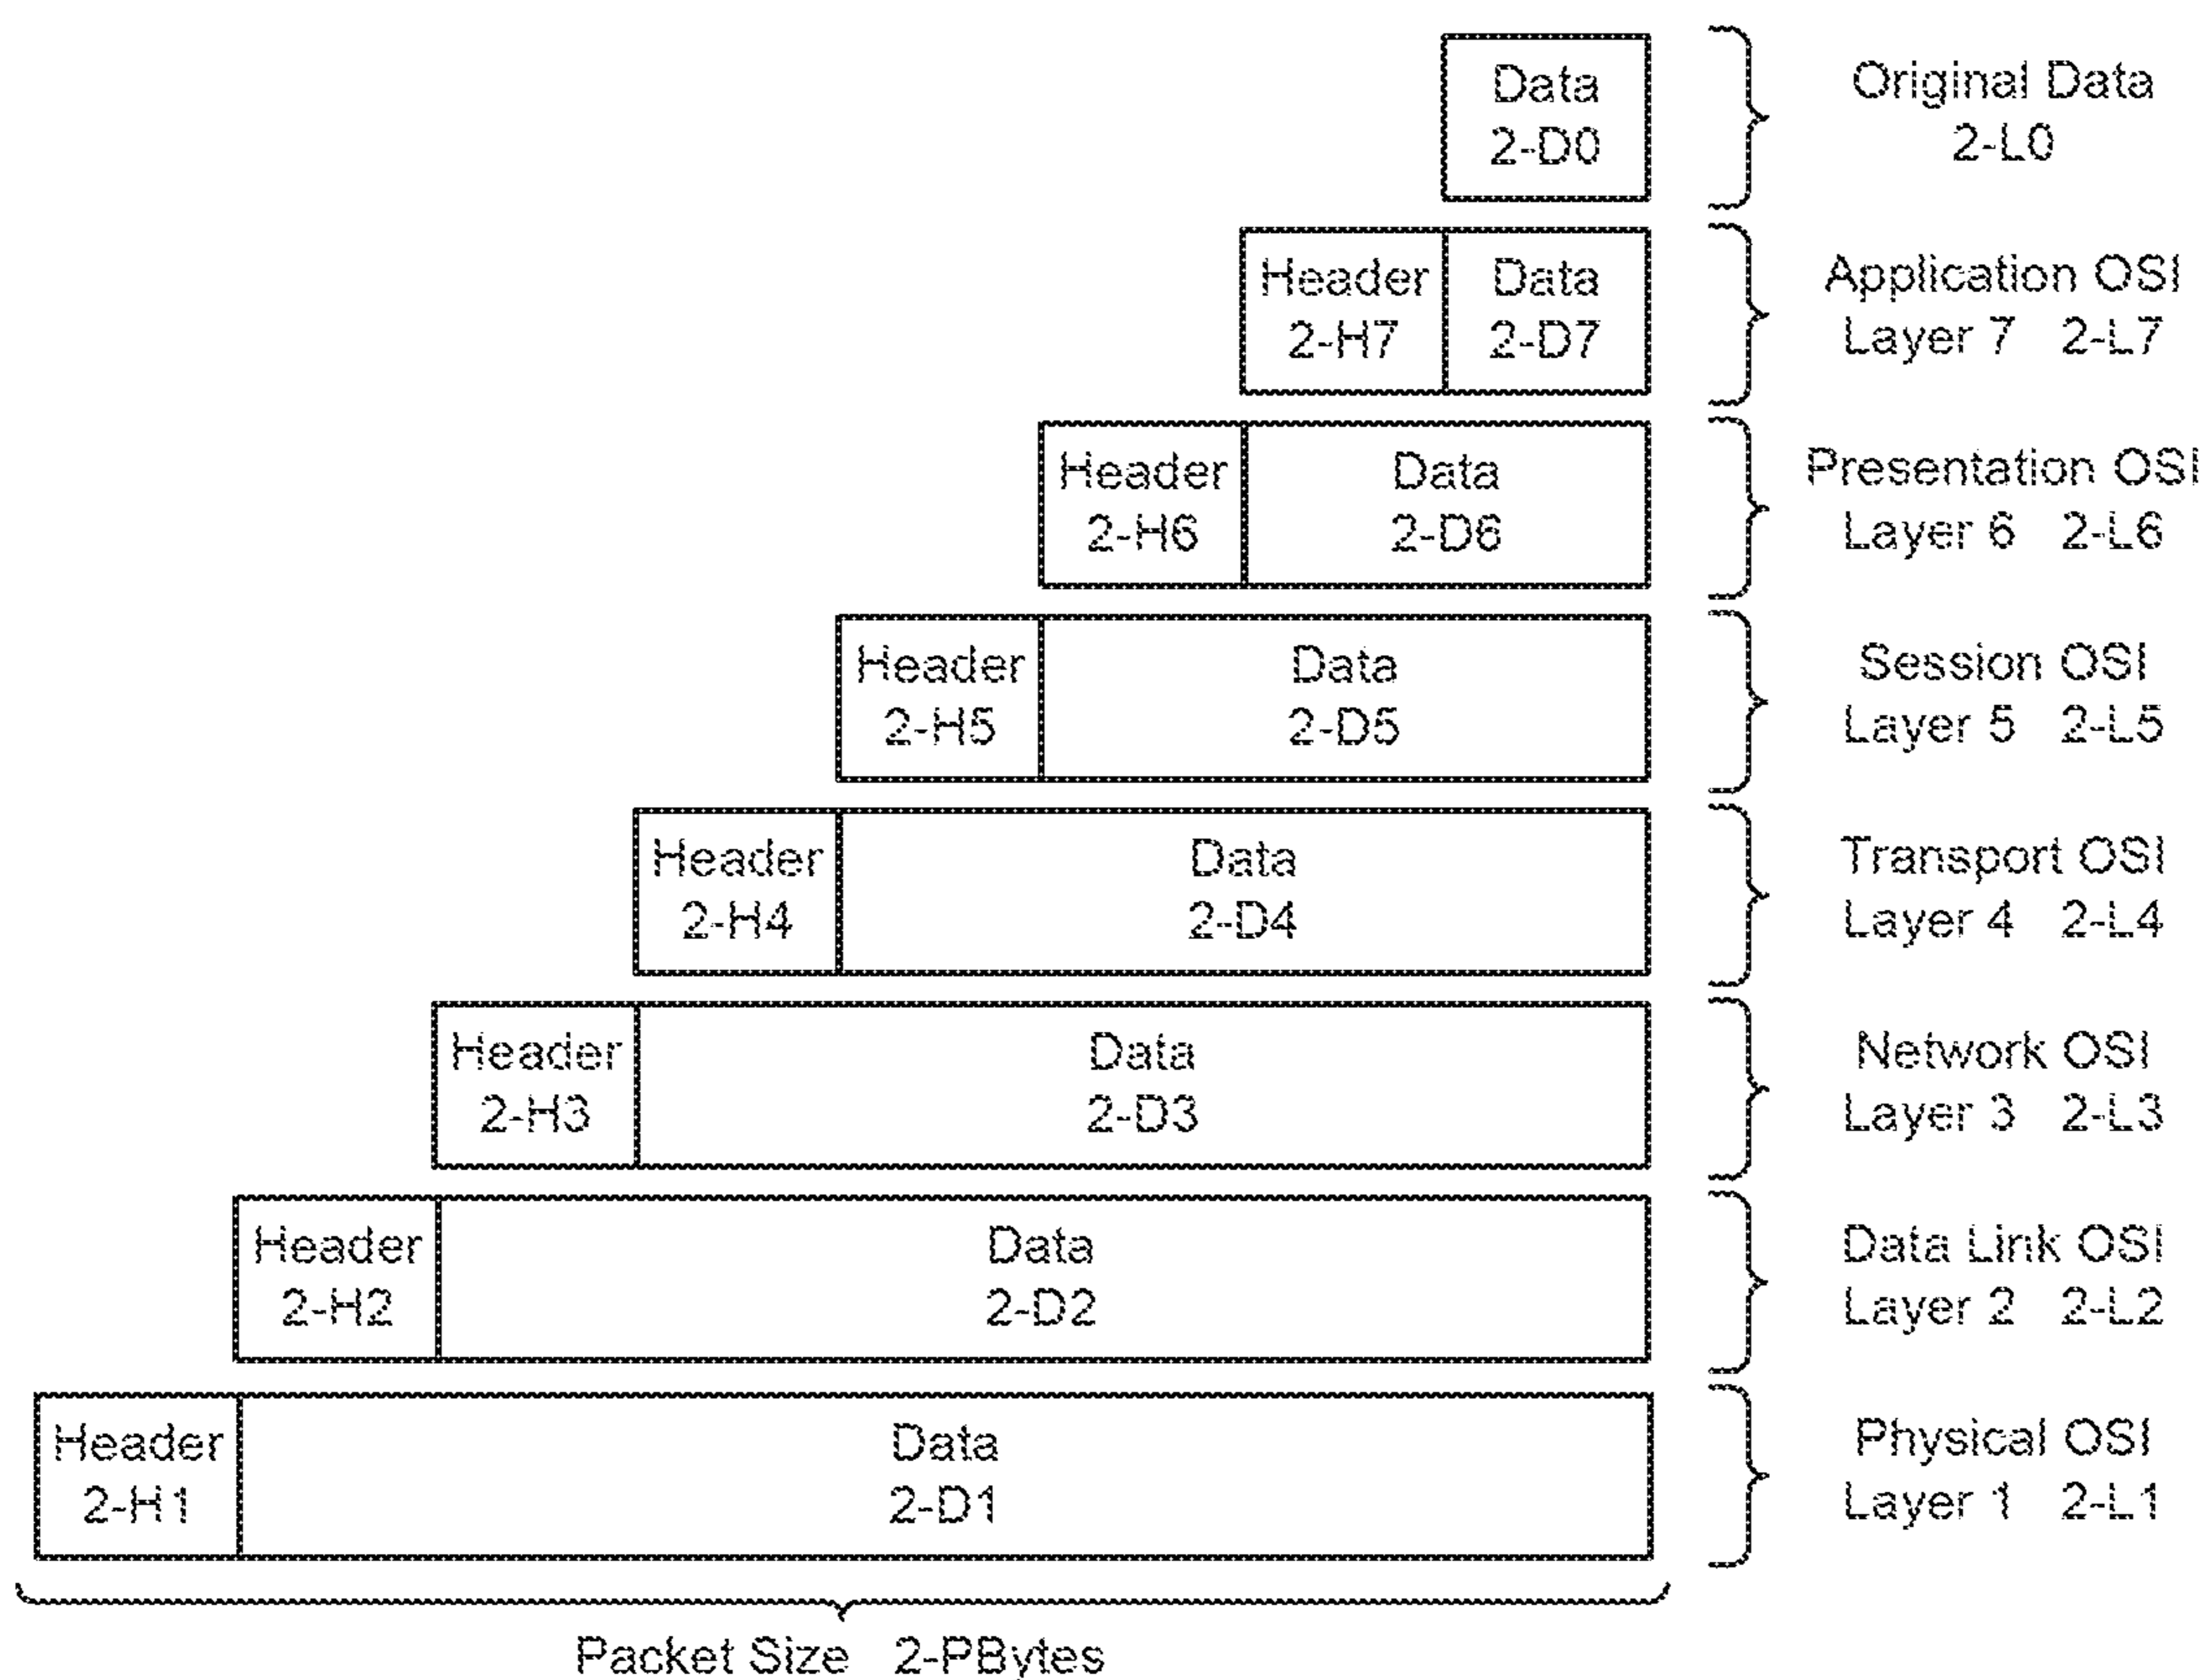 Data
2-D0
Original Data
2-L0
Header
2-H7
Data
2-D7
Application OSI
Layer 7 2-L7
Header
2-H6
Data
2-D6
Presentation OSI
Layer 6 2-L6
Header
2-H5
Data
2-D5
Session OSI
Layer 5 2-L5
Header
2-H4
Data
2-D4
Transport OSI
Layer 4 2-L4
Header
2-H3
Data
2-D3
Network OSI
Layer 3 2-L3
Header
2-H2
Data
2-D2
Data Link OSI
Layer 2 2-L2
Header
2-H1
Data
2-D1
Physical OSI
Layer 1 2-L1
Packet Size 2-PBytes